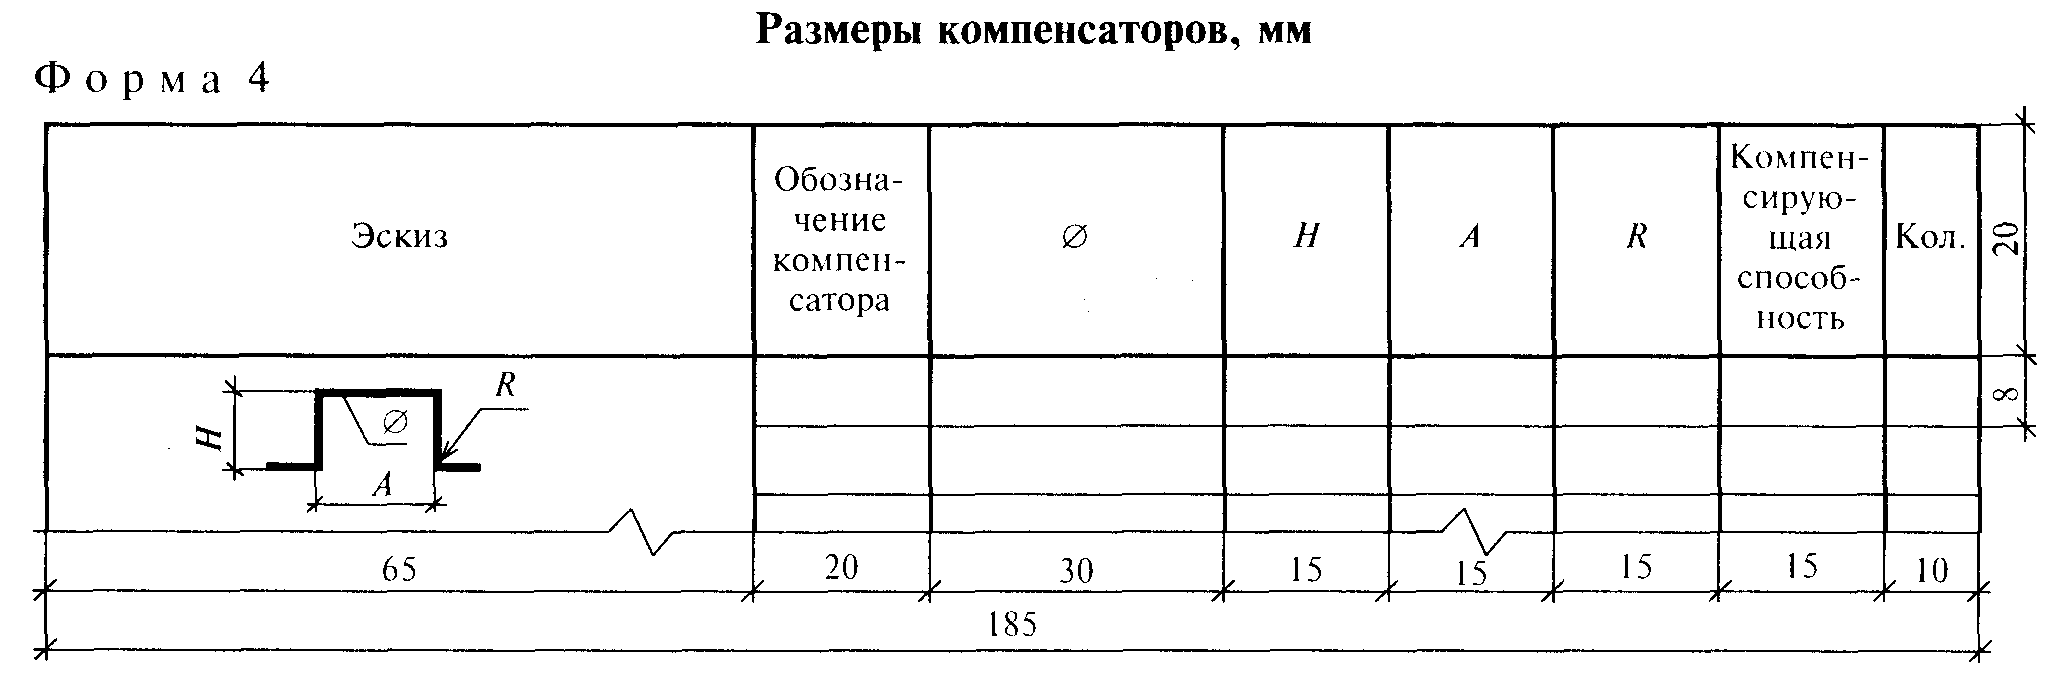 Размеры компенсаторов, мм
Форма 4
Эскиз
Обозна-
чение
компен-
сатора
∅
H
A
R
Компен-
сирую-
щая
способ-
ность
Кол.
20
8
H
∅
R
A
65
20
30
15
15
15
15
10
185